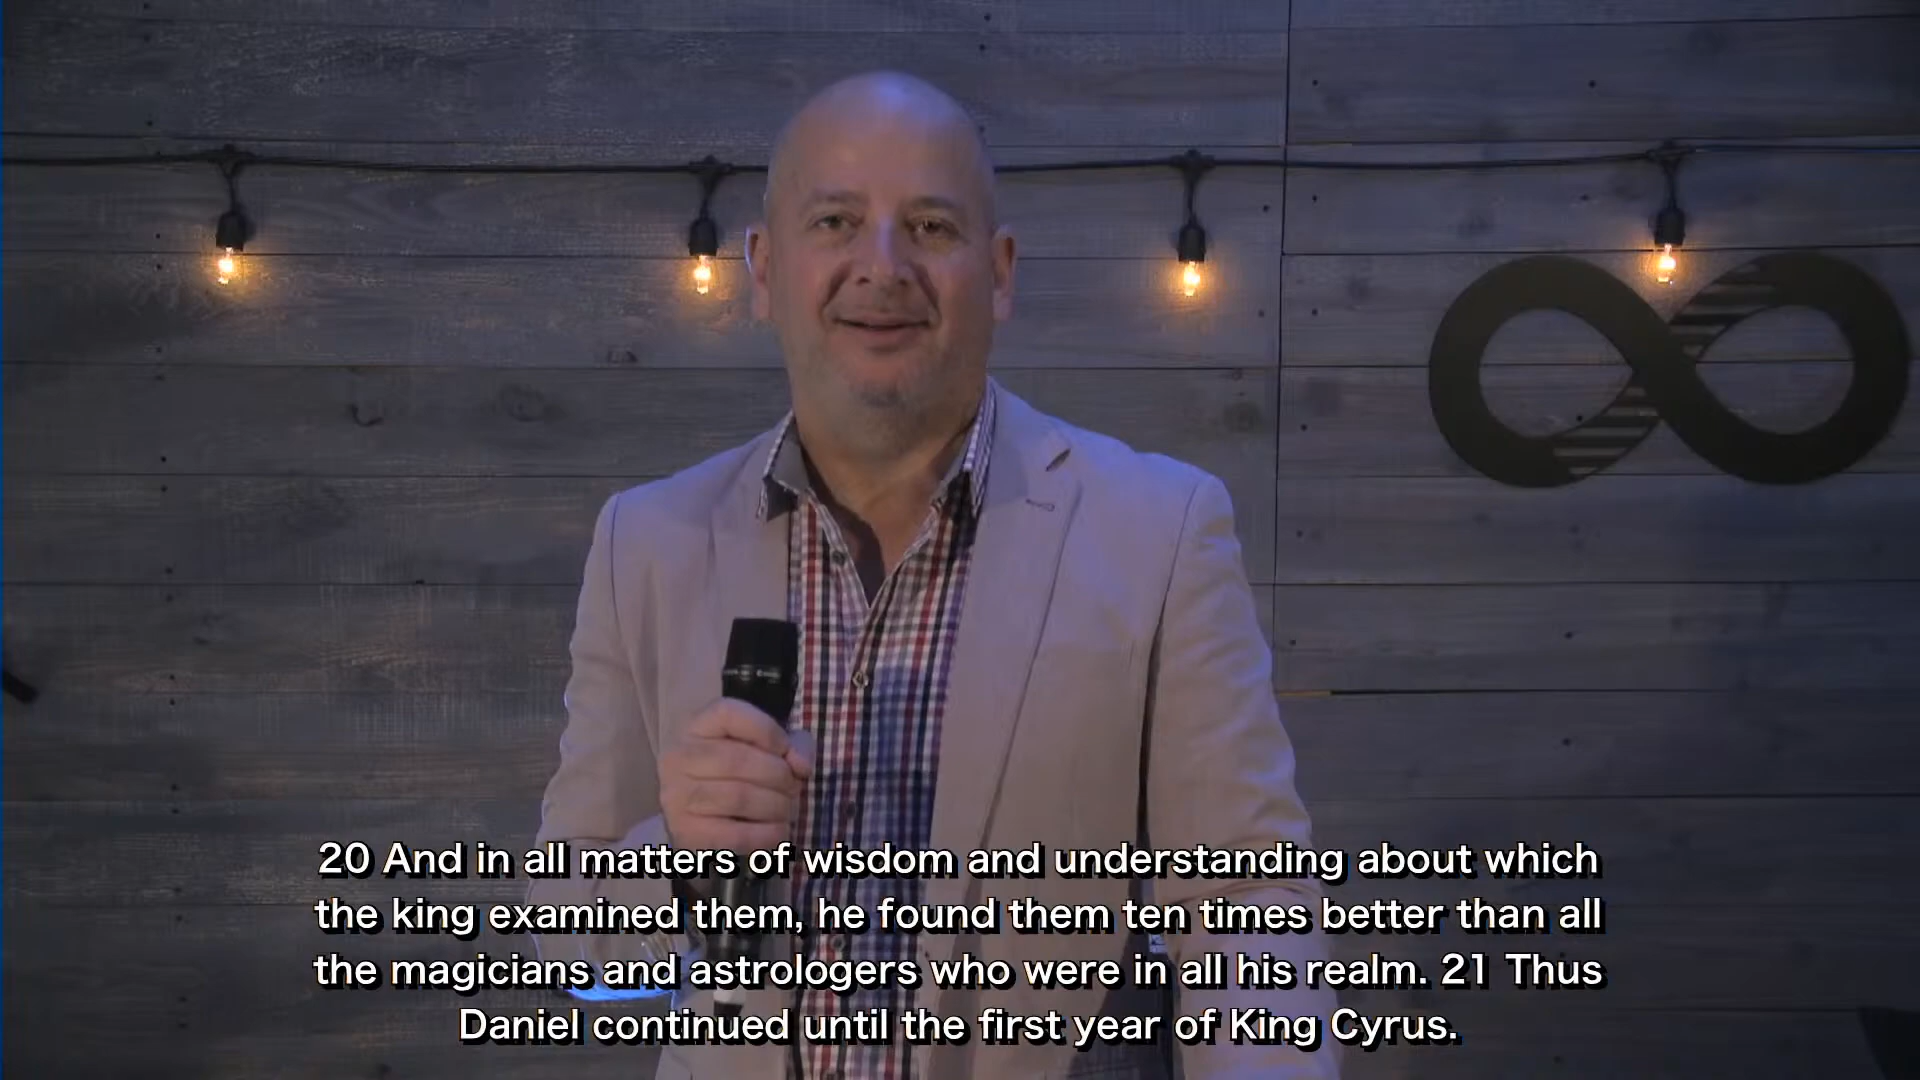 20 And in all matters of wisdom and understanding about which
the king examined them, he found them ten times better than all
the magicians and astrologers who were in all his realm. 21 Thus
Daniel continued until the first year of King Cyrus.